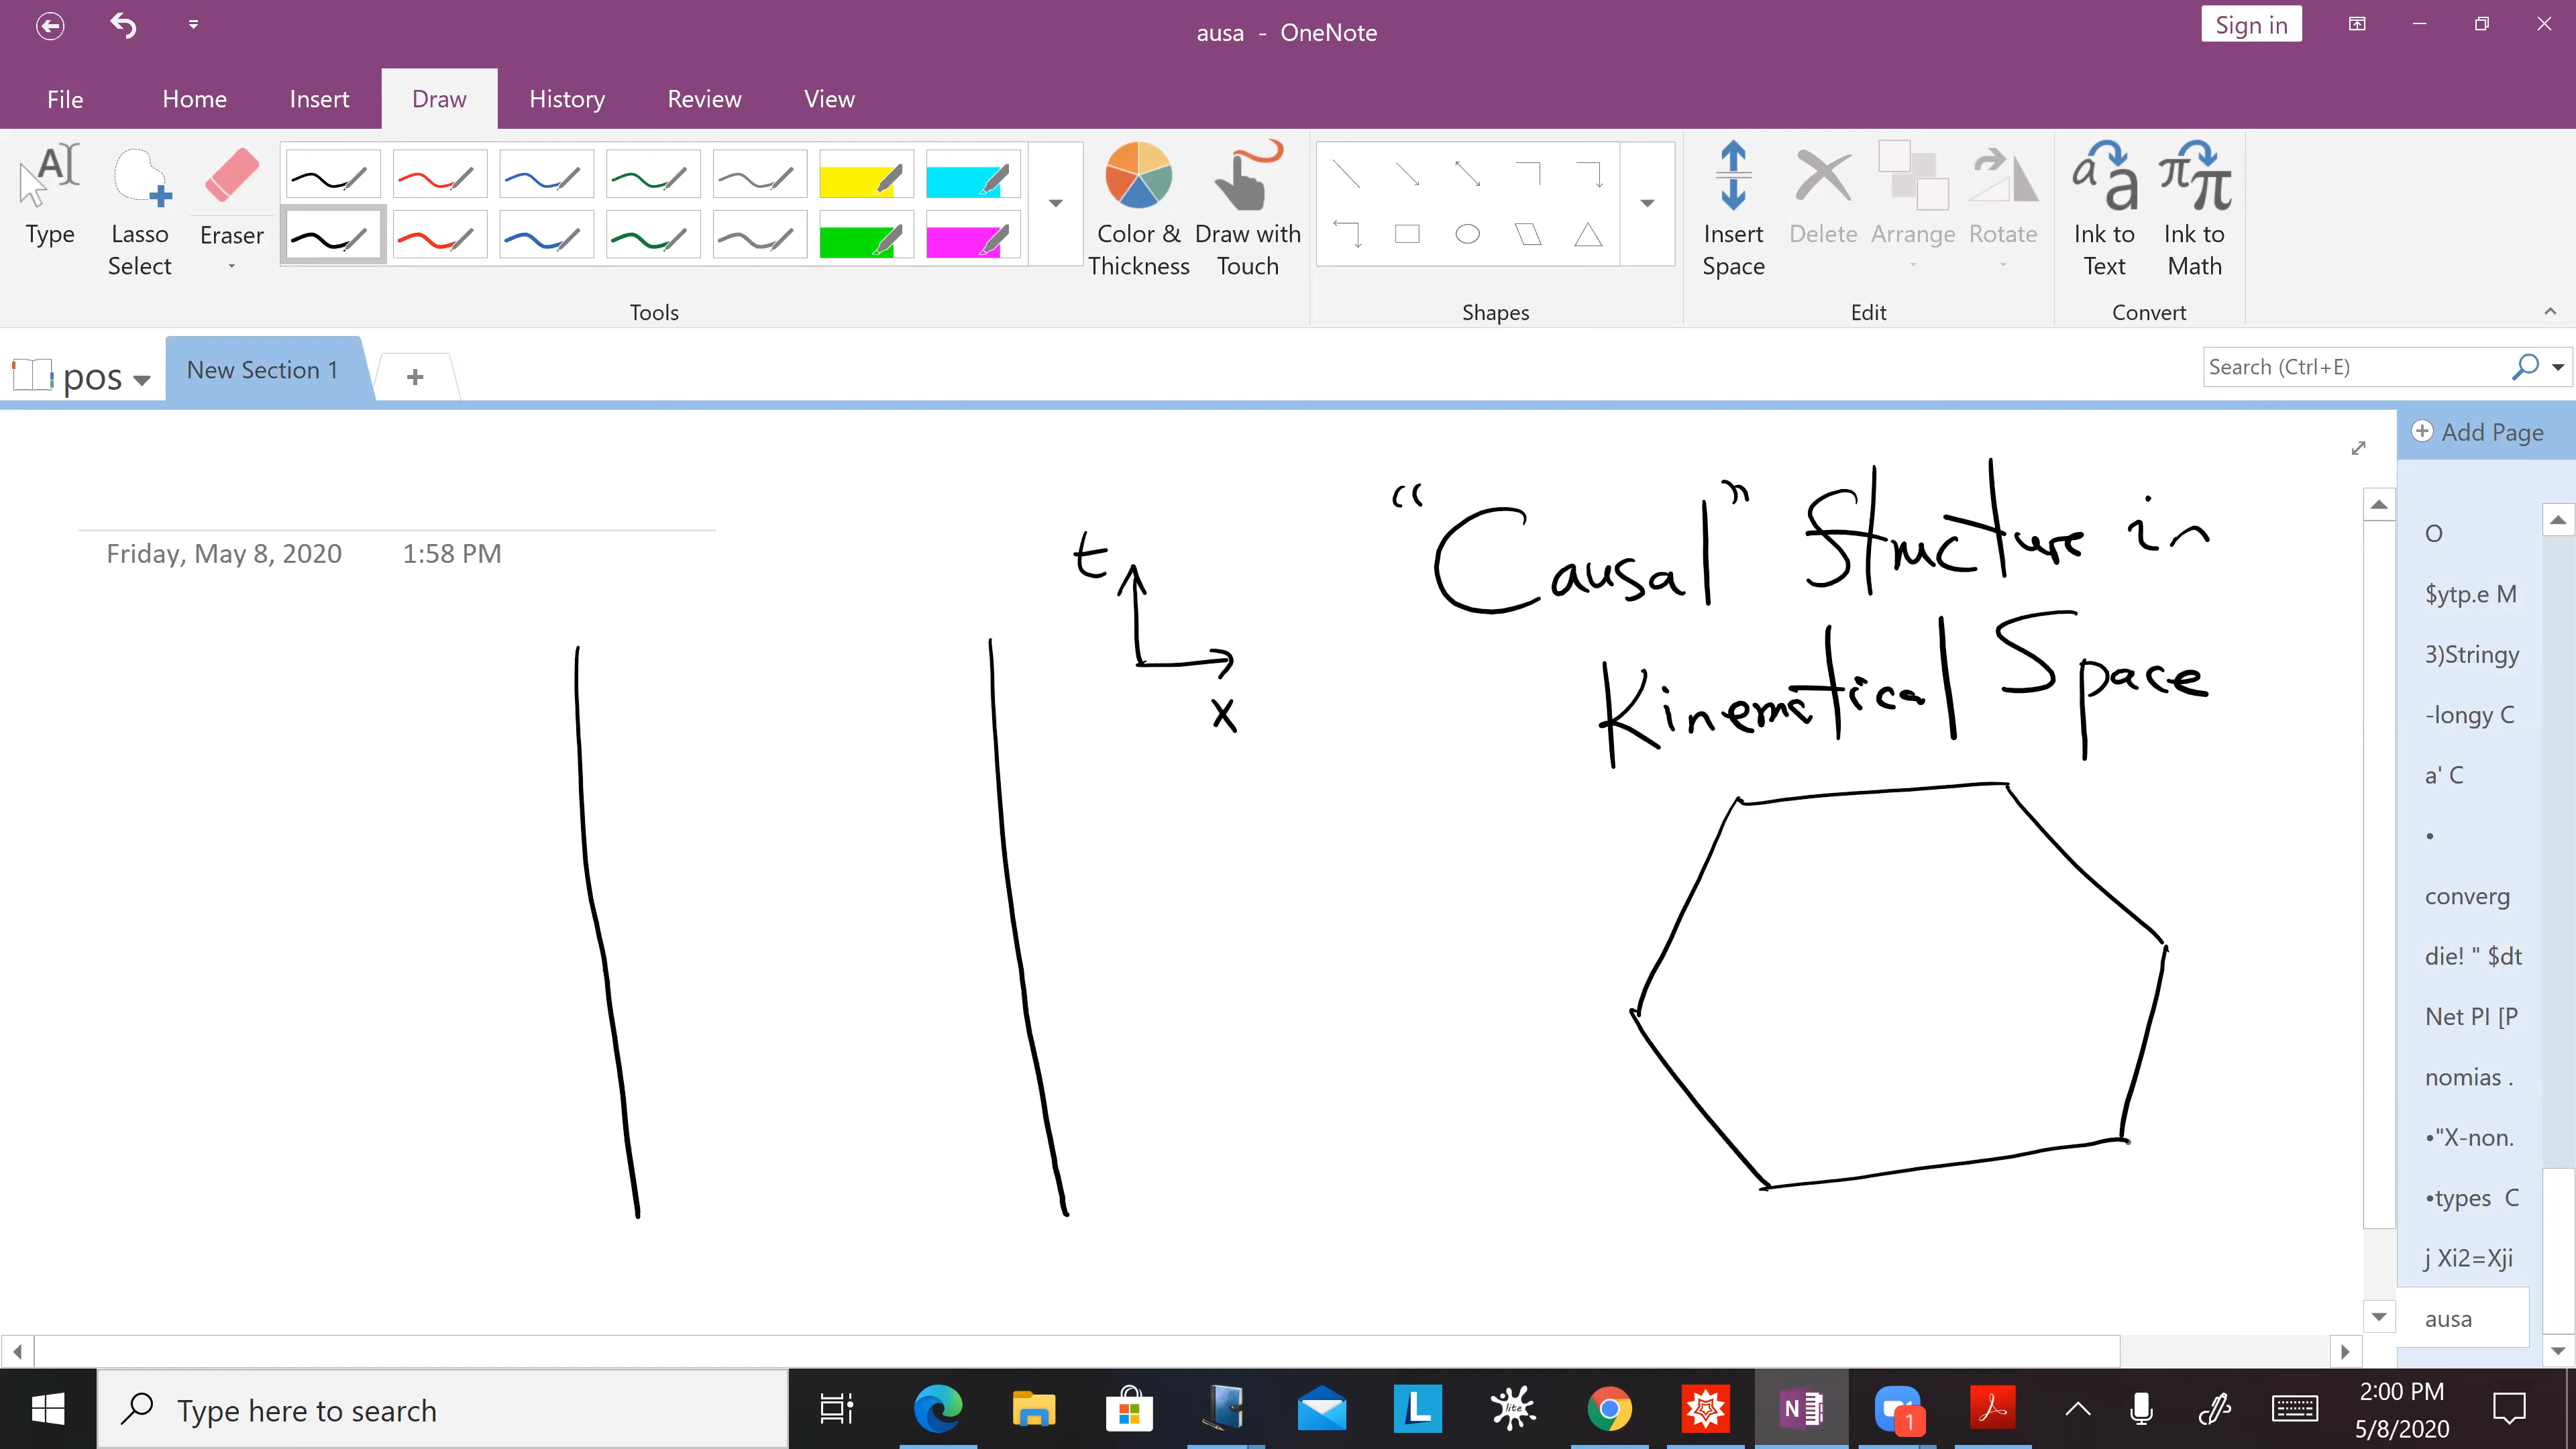 ausa - OneNote
Sign in
File Home Insert Draw History Review View
Type
Lasso Select
Eraser
Color & Thickness
Draw with Touch
Insert Space
Delete
Arrange
Rotate
Ink to Text
Ink to Math
Tools
Shapes
Edit
Convert
pos
New Section 1
+
Search (Ctrl+E)
Add Page
Friday, May 8, 2020 1:58 PM
t
x
"Causal" Structure in
Kinematical Space
O
$ytp.e M
3)Stringy
-longy C
a' C
•
converg
die! " $dt
Net PI [P
nomias .
•"X-non.
•types C
j Xi2=Xji
ausa
Type here to search
L
lite
N
1
2:00 PM
5/8/2020